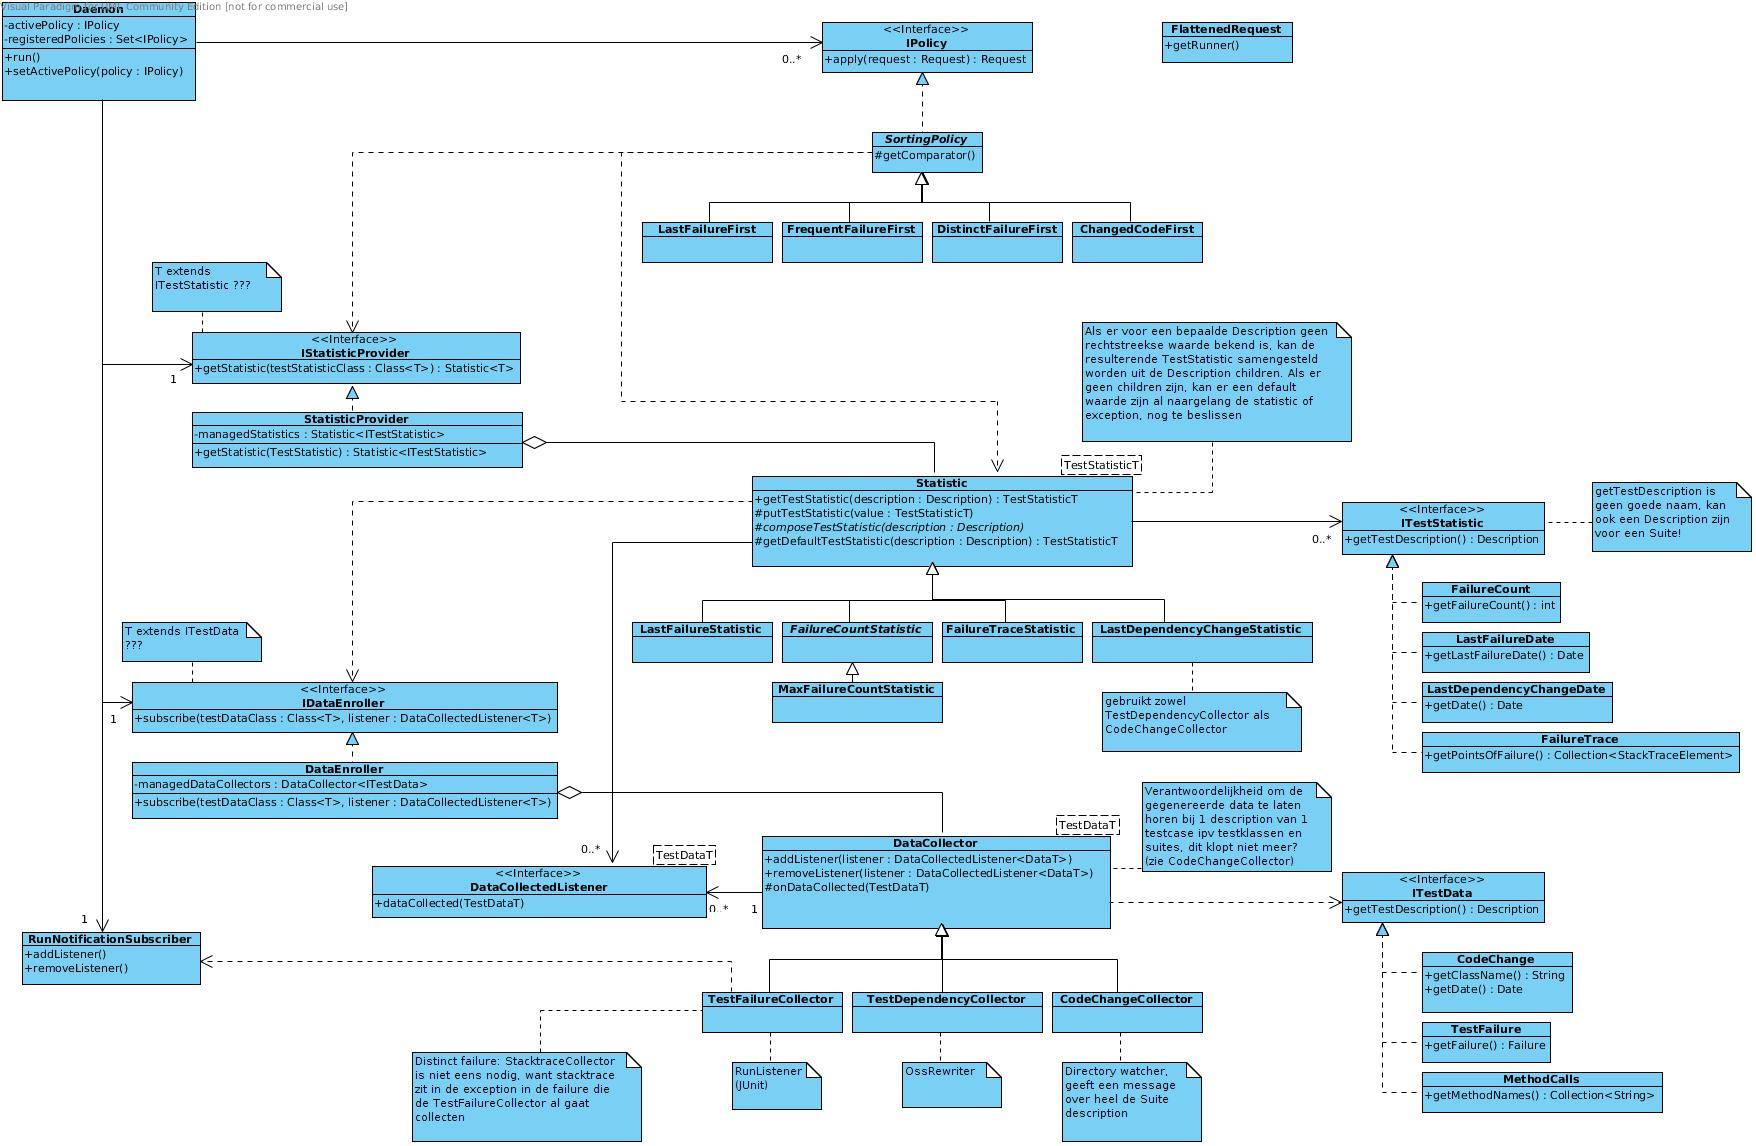 Visual Paradigm for UML Community Edition [not for commercial use]
Daemon
-activePolicy : IPolicy
-registeredPolicies : Set<IPolicy>
+run()
+setActivePolicy(policy : IPolicy)
0..*
<<Interface>>
IPolicy
+apply(request : Request) : Request
FlattenedRequest
+getRunner()
SortingPolicy
#getComparator()
LastFailureFirst
FrequentFailureFirst
DistinctFailureFirst
ChangedCodeFirst
T extends
ITestStatistic ???
<<Interface>>
IStatisticProvider
+getStatistic(testStatisticClass : Class<T>) : Statistic<T>
1
StatisticProvider
-managedStatistics : Statistic<ITestStatistic>
+getStatistic(TestStatistic) : Statistic<ITestStatistic>
Als er voor een bepaalde Description geen
rechtstreekse waarde bekend is, kan de
resulterende TestStatistic samengesteld
worden uit de Description children. Als er
geen children zijn, kan er een default
waarde zijn al naargelang de statistic of
exception, nog te beslissen
TestStatisticT
Statistic
+getTestStatistic(description : Description) : TestStatisticT
#putTestStatistic(value : TestStatisticT)
#composeTestStatistic(description : Description)
#getDefaultTestStatistic(description : Description) : TestStatisticT
0..*
<<Interface>>
ITestStatistic
+getTestDescription() : Description
getTestDescription is
geen goede naam, kan
ook een Description zijn
voor een Suite!
FailureCount
+getFailureCount() : int
LastFailureDate
+getLastFailureDate() : Date
LastDependencyChangeDate
+getDate() : Date
FailureTrace
+getPointsOfFailure() : Collection<StackTraceElement>
LastFailureStatistic
FailureCountStatistic
FailureTraceStatistic
LastDependencyChangeStatistic
MaxFailureCountStatistic
gebruikt zowel
TestDependencyCollector als
CodeChangeCollector
T extends ITestData
???
<<Interface>>
IDataEnroller
+subscribe(testDataClass : Class<T>, listener : DataCollectedListener<T>)
1
DataEnroller
-managedDataCollectors : DataCollector<ITestData>
+subscribe(testDataClass : Class<T>, listener : DataCollectedListener<T>)
Verantwoordelijkheid om de
gegenereerde data te laten
horen bij 1 description van 1
testcase ipv testklassen en
suites, dit klopt niet meer?
(zie CodeChangeCollector)
TestDataT
DataCollector
+addListener(listener : DataCollectedListener<DataT>)
+removeListener(listener : DataCollectedListener<DataT>)
#onDataCollected(TestDataT)
0..*
TestDataT
<<Interface>>
DataCollectedListener
+dataCollected(TestDataT)
0..*
1
<<Interface>>
ITestData
+getTestDescription() : Description
1
RunNotificationSubscriber
+addListener()
+removeListener()
TestFailureCollector
TestDependencyCollector
CodeChangeCollector
CodeChange
+getClassName() : String
+getDate() : Date
TestFailure
+getFailure() : Failure
MethodCalls
+getMethodNames() : Collection<String>
Distinct failure: StacktraceCollector
is niet eens nodig, want stacktrace
zit in de exception in de failure die
de TestFailureCollector al gaat
collecten
RunListener
(JUnit)
OssRewriter
Directory watcher,
geeft een message
over heel de Suite
description